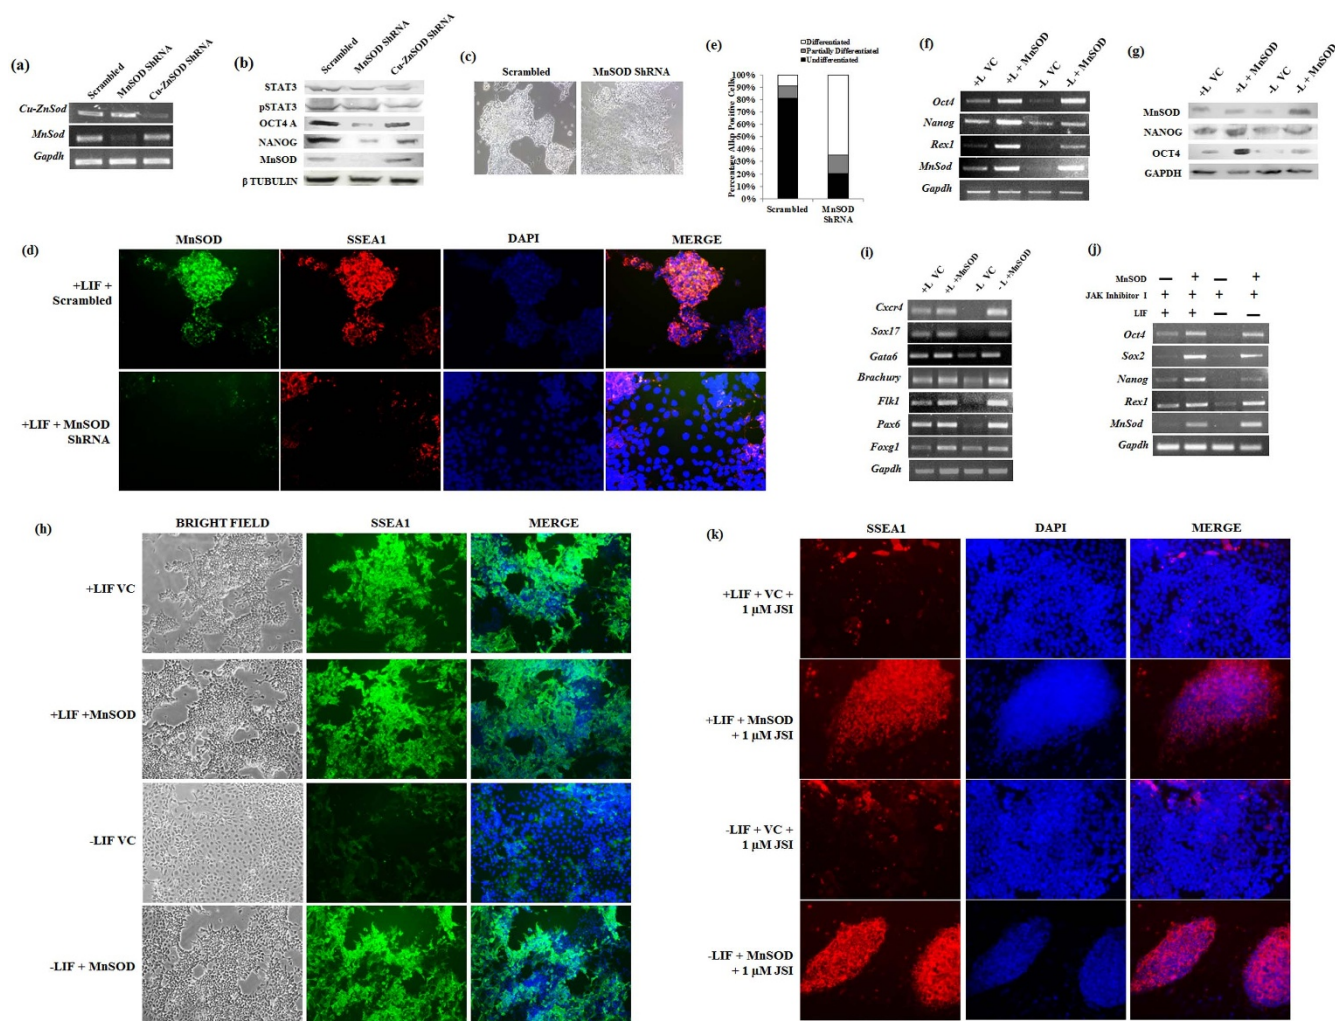 (a)
Scrambled
MnSOD ShRNA
Cu-ZnSOD ShRNA
Cu-ZnSod
MnSod
Gapdh
(b)
Scrambled
MnSOD ShRNA
Cu-ZnSOD ShRNA
STAT3
pSTAT3
OCT4 A
NANOG
MnSOD
β TUBULIN
(c)
Scrambled
MnSOD ShRNA
(e)
Differentiated
Partially Differentiated
Undifferentiated
Percentage Alkp Positive Cells
100%
90%
80%
70%
60%
50%
40%
30%
20%
10%
0%
Scrambled
MnSOD
ShRNA
(f)
+L VC
+L + MnSOD
-L VC
-L + MnSOD
Oct4
Nanog
Rex1
MnSod
Gapdh
(g)
+L VC
+L + MnSOD
-L VC
-L + MnSOD
MnSOD
NANOG
OCT4
GAPDH
(d)
MnSOD
SSEA1
DAPI
MERGE
+LIF +
Scrambled
+LIF + MnSOD
ShRNA
(i)
+L VC
+L +MnSOD
-L VC
-L +MnSOD
Cxcr4
Sox17
Gata6
Brachury
Flk1
Pax6
Foxg1
Gapdh
(j)
MnSOD — + — +
JAK Inhibitor I + + + +
LIF + + — —
Oct4
Sox2
Nanog
Rex1
MnSod
Gapdh
(h)
BRIGHT FIELD
SSEA1
MERGE
+LIF VC
+LIF +MnSOD
-LIF VC
-LIF + MnSOD
(k)
SSEA1
DAPI
MERGE
+LIF + VC +
1 µM JSI
+LIF + MnSOD
+ 1 µM JSI
-LIF + VC +
1 µM JSI
-LIF + MnSOD
+ 1 µM JSI